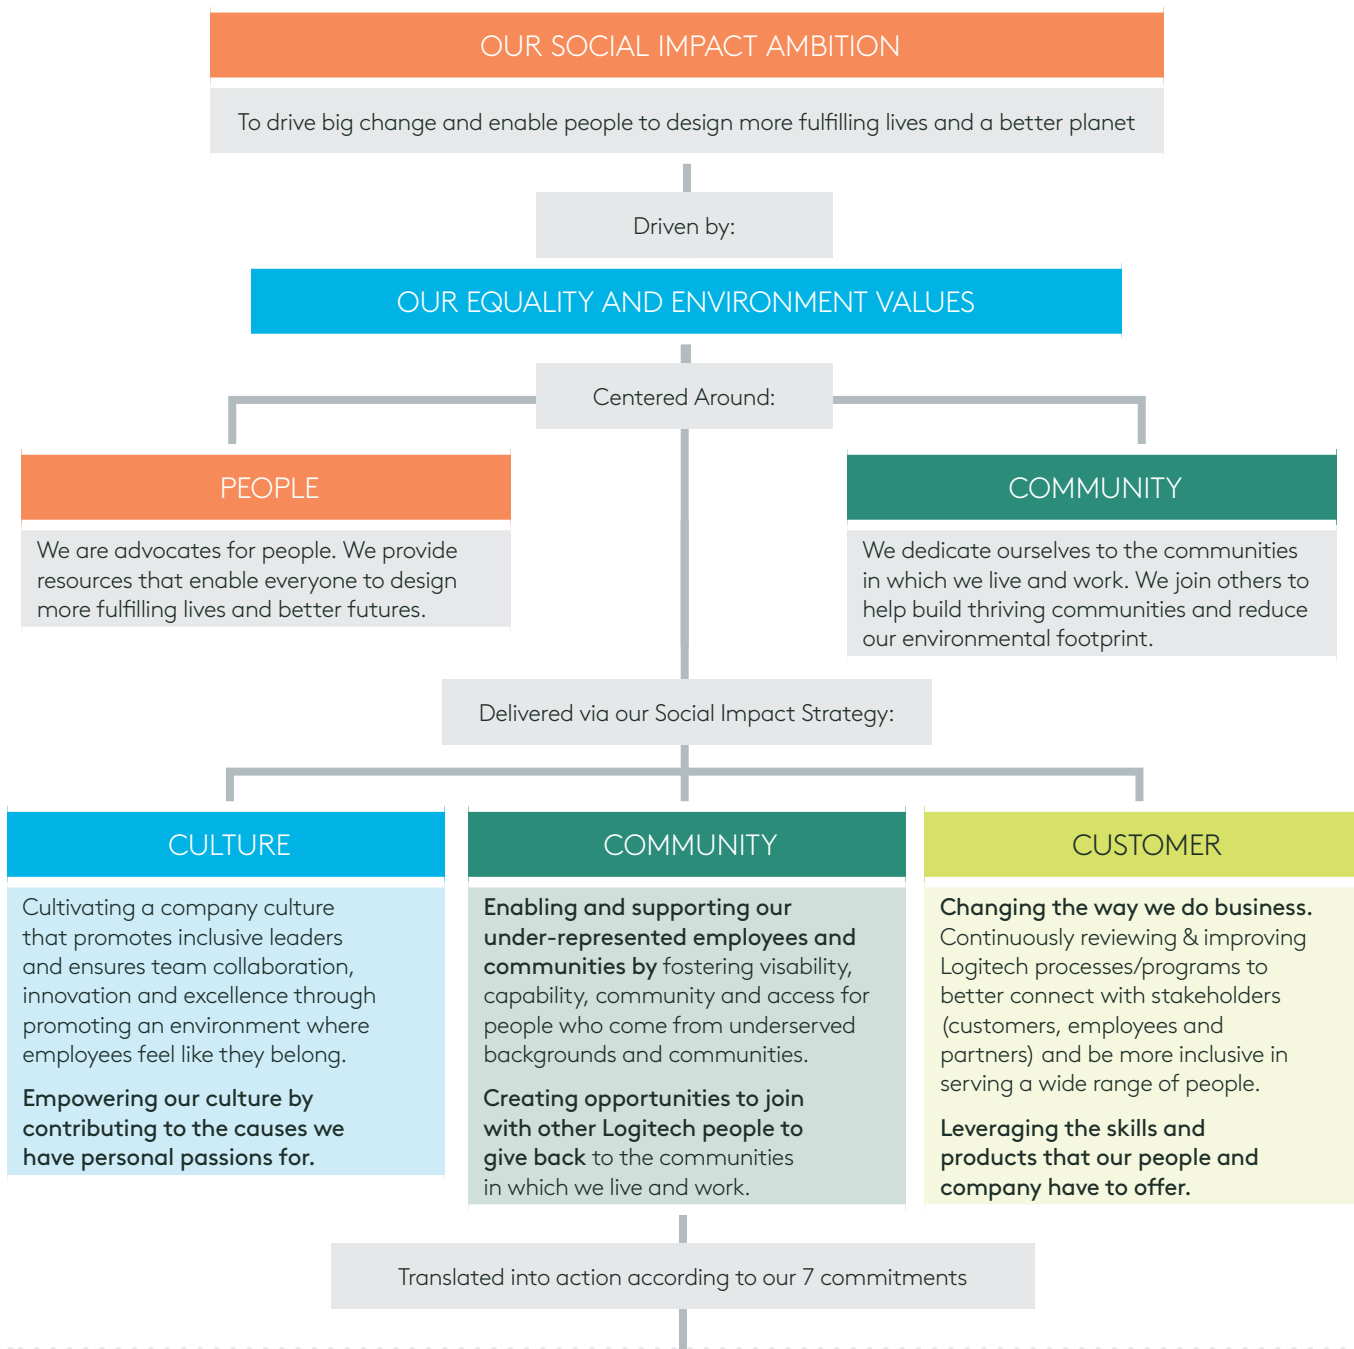 OUR SOCIAL IMPACT AMBITION
To drive big change and enable people to design more fulfilling lives and a better planet
Driven by:
OUR EQUALITY AND ENVIRONMENT VALUES
Centered Around:
PEOPLE
We are advocates for people. We provide
resources that enable everyone to design
more fulfilling lives and better futures.
COMMUNITY
We dedicate ourselves to the communities
in which we live and work. We join others to
help build thriving communities and reduce
our environmental footprint.
Delivered via our Social Impact Strategy:
CULTURE
Cultivating a company culture
that promotes inclusive leaders
and ensures team collaboration,
innovation and excellence through
promoting an environment where
employees feel like they belong.
Empowering our culture by
contributing to the causes we
have personal passions for.
COMMUNITY
Enabling and supporting our
under-represented employees and
communities by fostering visability,
capability, community and access for
people who come from underserved
backgrounds and communities.
Creating opportunities to join
with other Logitech people to
give back to the communities
in which we live and work.
CUSTOMER
Changing the way we do business.
Continuously reviewing & improving
Logitech processes/programs to
better connect with stakeholders
(customers, employees and
partners) and be more inclusive in
serving a wide range of people.
Leveraging the skills and
products that our people and
company have to offer.
Translated into action according to our 7 commitments